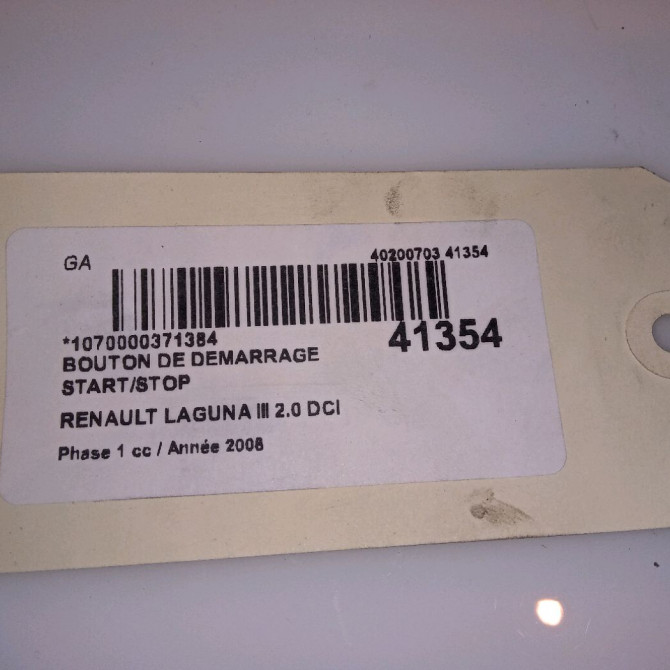 GA
40200703 41354
*1070000371384
41354
BOUTON DE DEMARRAGE
START/STOP
RENAULT LAGUNA III 2.0 DCI
Phase 1 cc / Année 2008